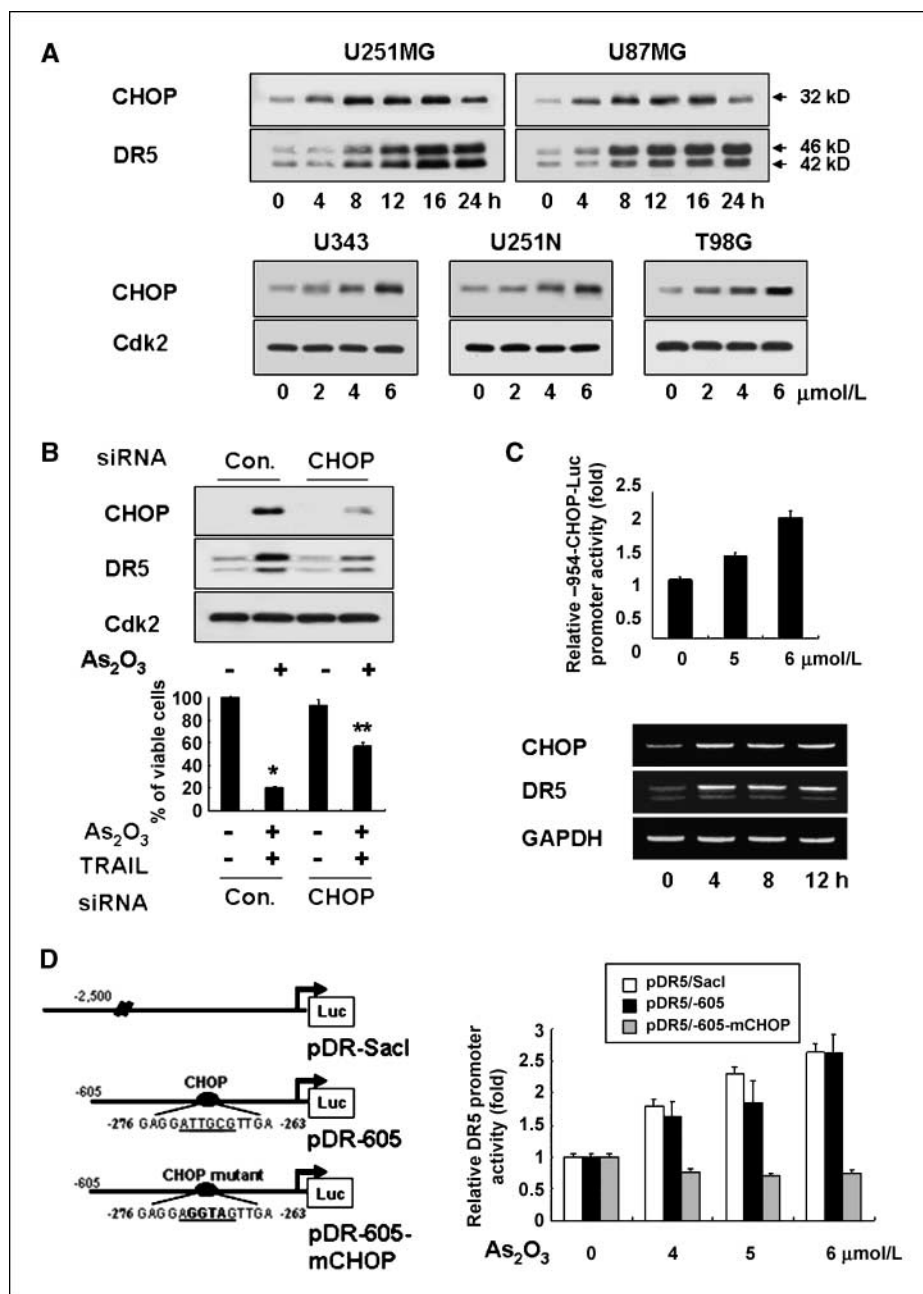 A
U251MG U87MG
CHOP 32 kD
DR5 46 kD
42 kD
0 4 8 12 16 24 h 0 4 8 12 16 24 h
U343 U251N T98G
CHOP
Cdk2
0 2 4 6 0 2 4 6 0 2 4 6 μmol/L
B
siRNA Con. CHOP
CHOP
DR5
Cdk2
As2O3 - + - +
% of viable cells
100
80
60
40
20
0
* **
As2O3 - + - +
TRAIL - + - +
siRNA Con. CHOP
C
Relative –954-CHOP-Luc
promoter activity (fold)
2.5
2
1.5
1
0.5
0
0 5 6 μmol/L
CHOP
DR5
GAPDH
0 4 8 12 h
D
-2,500
Luc
pDR-SacI
-605 CHOP
Luc
-276 GAGGATTGCGTTGA -263
pDR-605
-605 CHOP mutant
Luc
-276 GAGGAGGTAGTTGA -263
pDR-605-
mCHOP
pDR5/SacI
pDR5/-605
pDR5/-605-mCHOP
Relative DR5 promoter
activity (fold)
3
2.5
2
1.5
1
0.5
0
As2O3 0 4 5 6 μmol/L